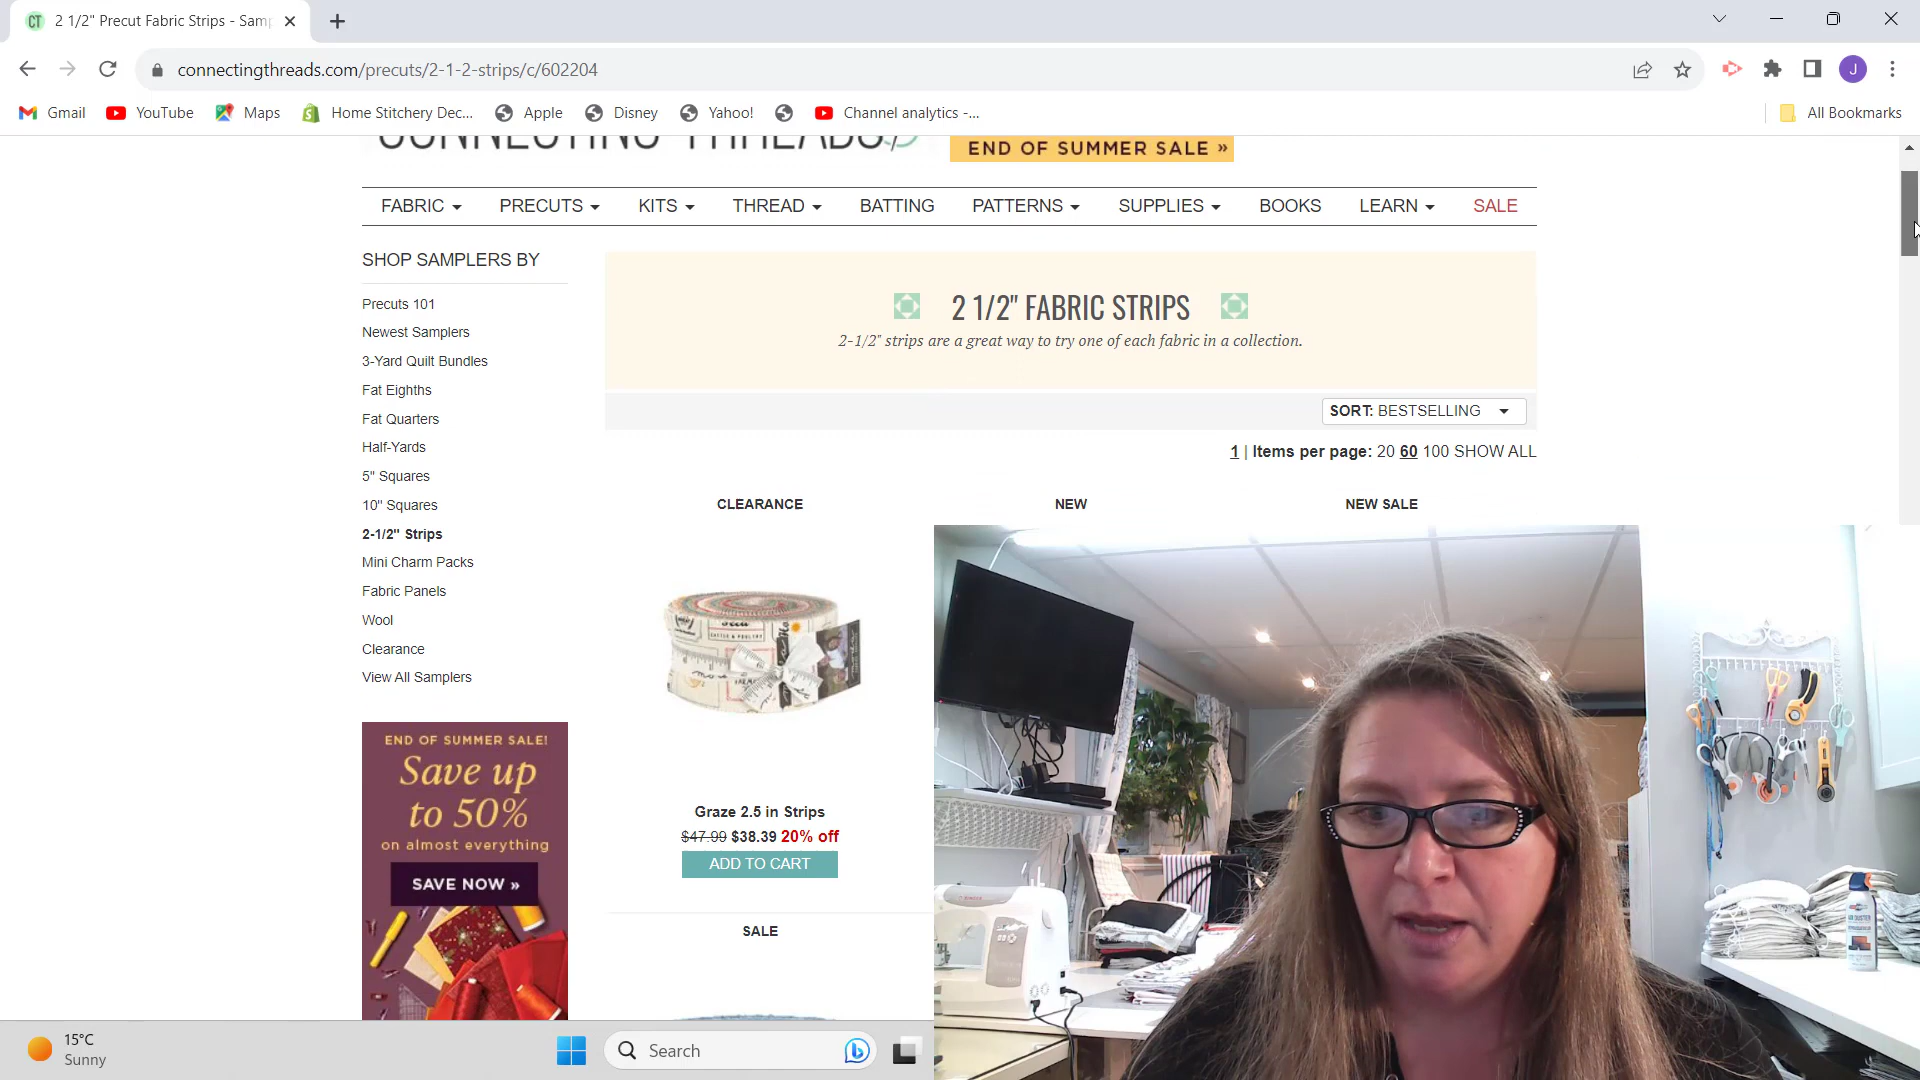 2 1/2" Precut Fabric Strips - Sam
connectingthreads.com/precuts/2-1-2-strips/c/602204
J
Gmail
YouTube
Maps
Home Stitchery Dec...
Apple
Disney
Yahoo!
Channel analytics -...
All Bookmarks
CONNECTING THREADS
END OF SUMMER SALE »
FABRIC
PRECUTS
KITS
THREAD
BATTING
PATTERNS
SUPPLIES
BOOKS
LEARN
SALE
SHOP SAMPLERS BY
Precuts 101
Newest Samplers
3-Yard Quilt Bundles
Fat Eighths
Fat Quarters
Half-Yards
5" Squares
10" Squares
2-1/2" Strips
Mini Charm Packs
Fabric Panels
Wool
Clearance
View All Samplers
END OF SUMMER SALE!
Save up
to 50%
on almost everything
SAVE NOW »
2 1/2" FABRIC STRIPS
2-1/2" strips are a great way to try one of each fabric in a collection.
SORT: BESTSELLING
1 | Items per page: 20 60 100 SHOW ALL
CLEARANCE
NEW
NEW SALE
Graze 2.5 in Strips
$47.99 $38.39 20% off
ADD TO CART
SALE
15°C
Sunny
Search